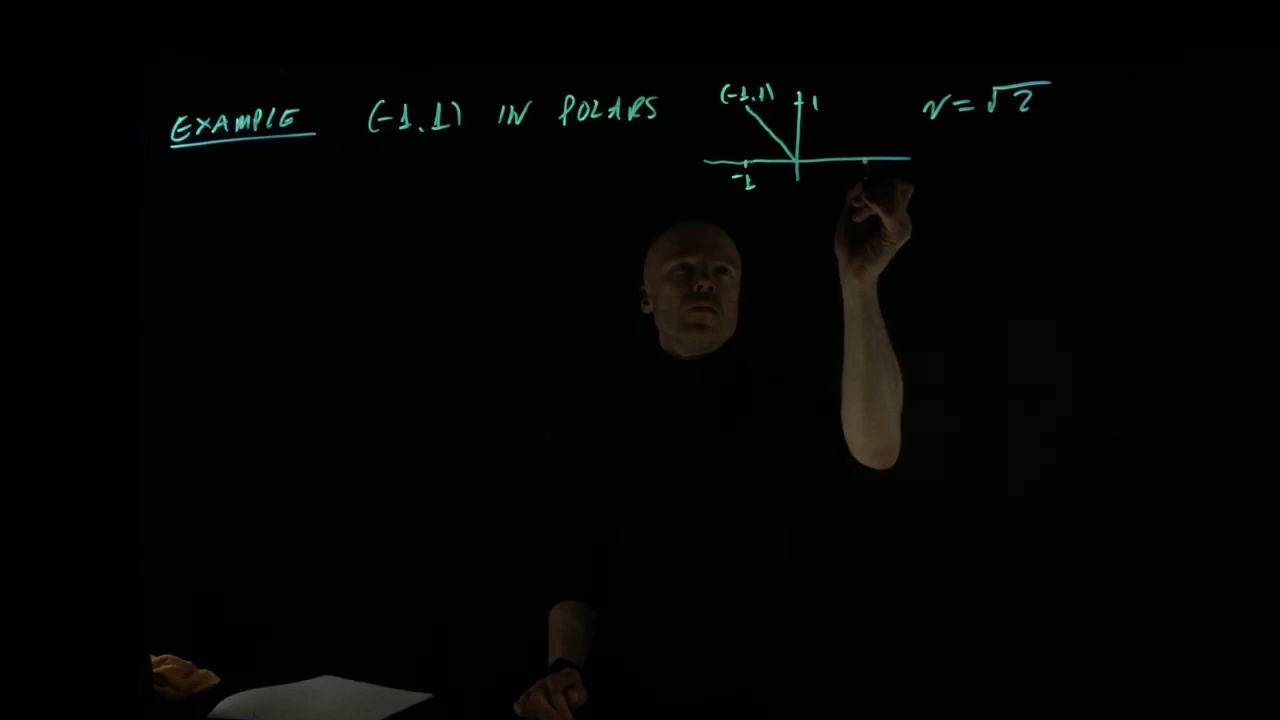 EXAMPLE (-1,1) IN POLARS
(-1,1)
1
r = √2
-1